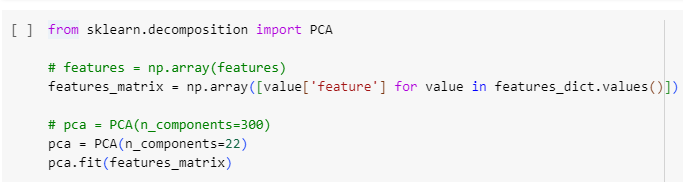 [ ] from sklearn.decomposition import PCA
# features = np.array(features)
features_matrix = np.array([value['feature'] for value in features_dict.values()])
# pca = PCA(n_components=300)
pca = PCA(n_components=22)
pca.fit(features_matrix)